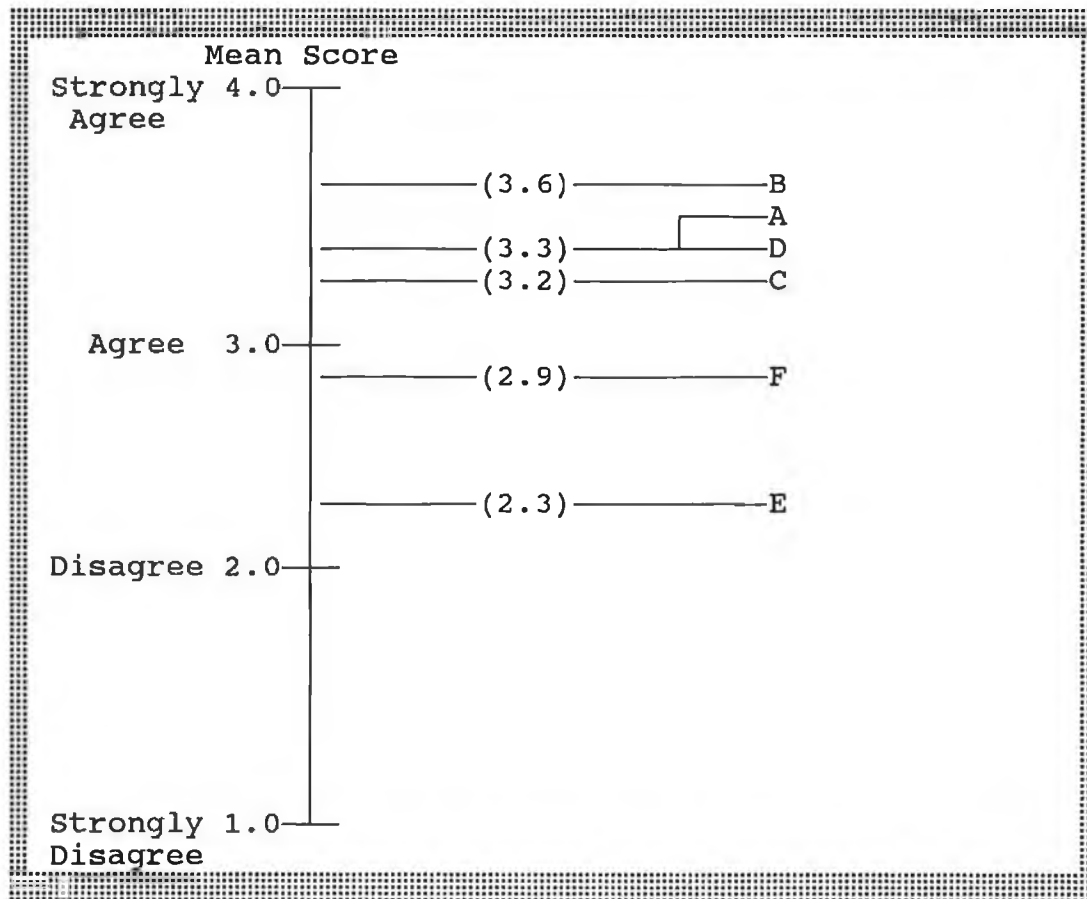 Mean Score
Strongly 4.0
Agree
(3.6) B
A
(3.3) D
(3.2) C
Agree 3.0
(2.9) F
(2.3) E
Disagree 2.0
Strongly 1.0
Disagree